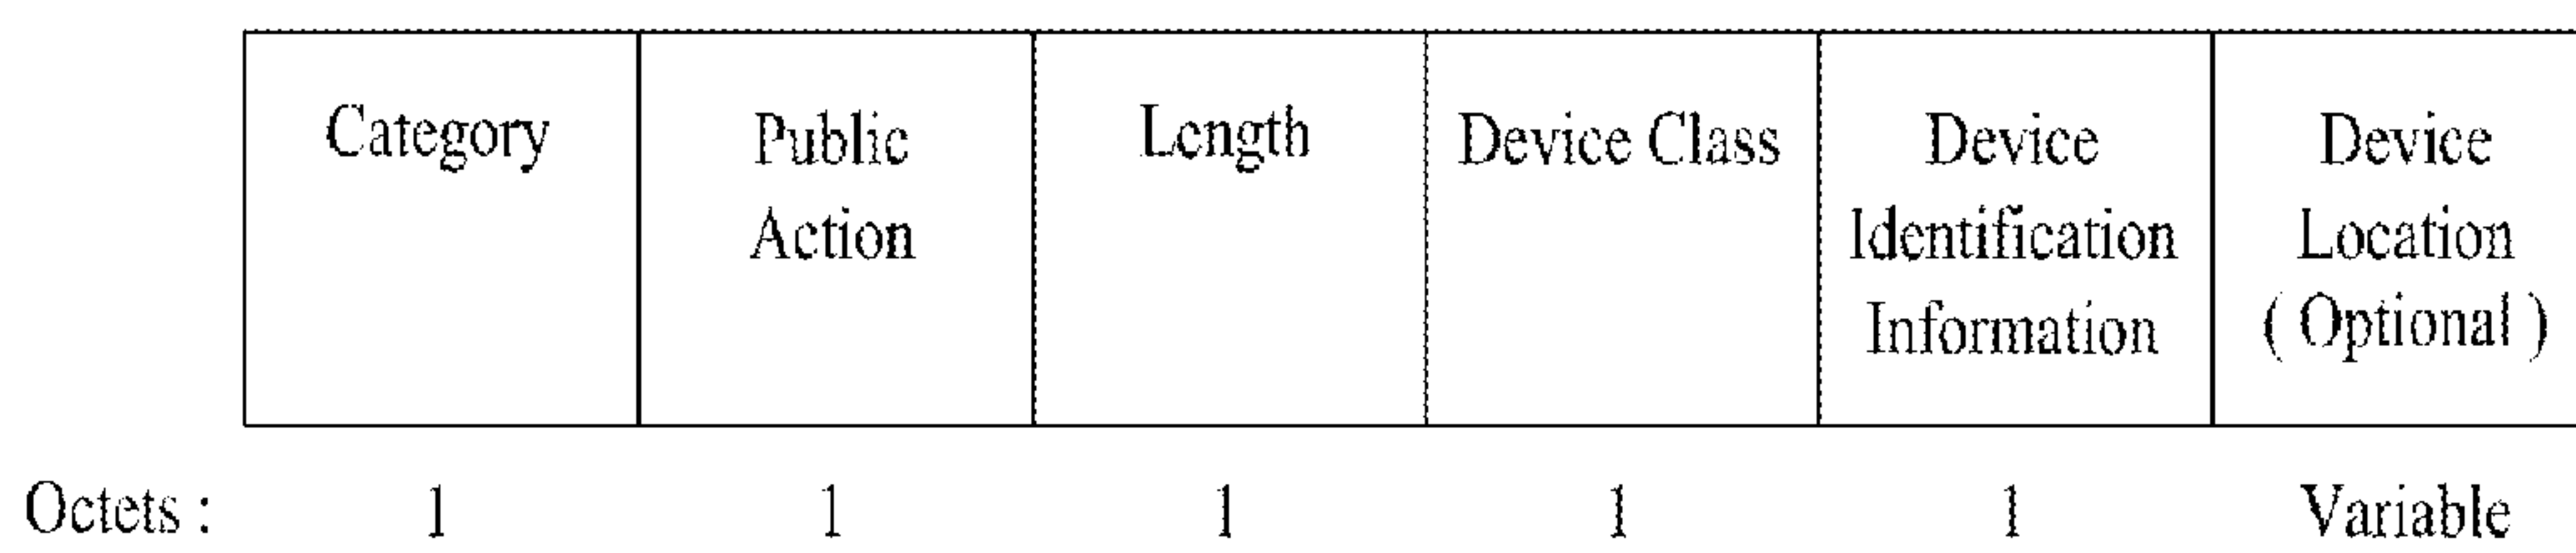 Category
Public
Action
Length
Device Class
Device
Identification
Information
Device
Location
( Optional )
Octets : 1 1 1 1 1 Variable